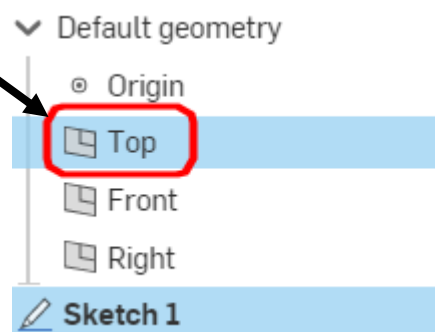 Default geometry
Origin
Top
Front
Right
Sketch 1